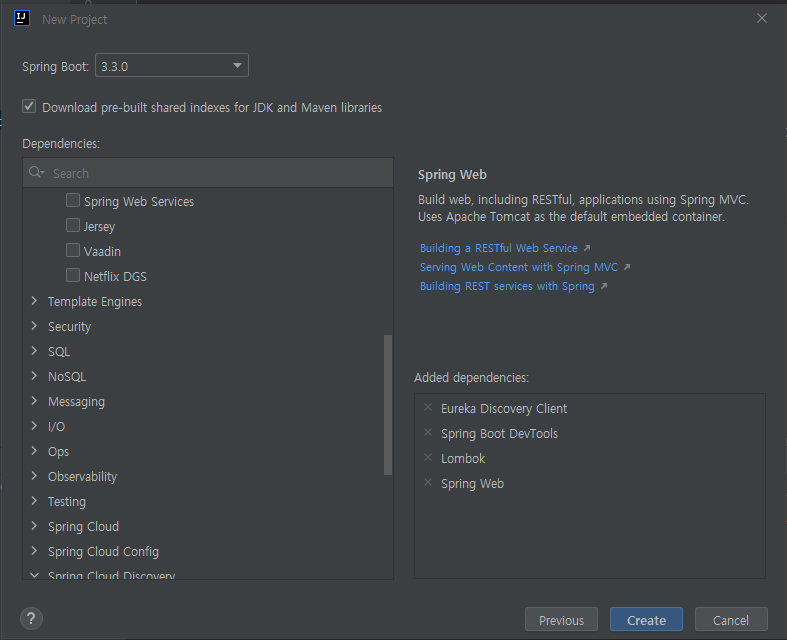 IJ
New Project
Spring Boot: 3.3.0
Download pre-built shared indexes for JDK and Maven libraries
Dependencies:
Search
Spring Web Services
Jersey
Vaadin
Netflix DGS
Template Engines
Security
SQL
NoSQL
Messaging
I/O
Ops
Observability
Testing
Spring Cloud
Spring Cloud Config
Spring Cloud Discovery
Spring Web
Build web, including RESTful, applications using Spring MVC.
Uses Apache Tomcat as the default embedded container.
Building a RESTful Web Service
Serving Web Content with Spring MVC
Building REST services with Spring
Added dependencies:
Eureka Discovery Client
Spring Boot DevTools
Lombok
Spring Web
?
Previous
Create
Cancel